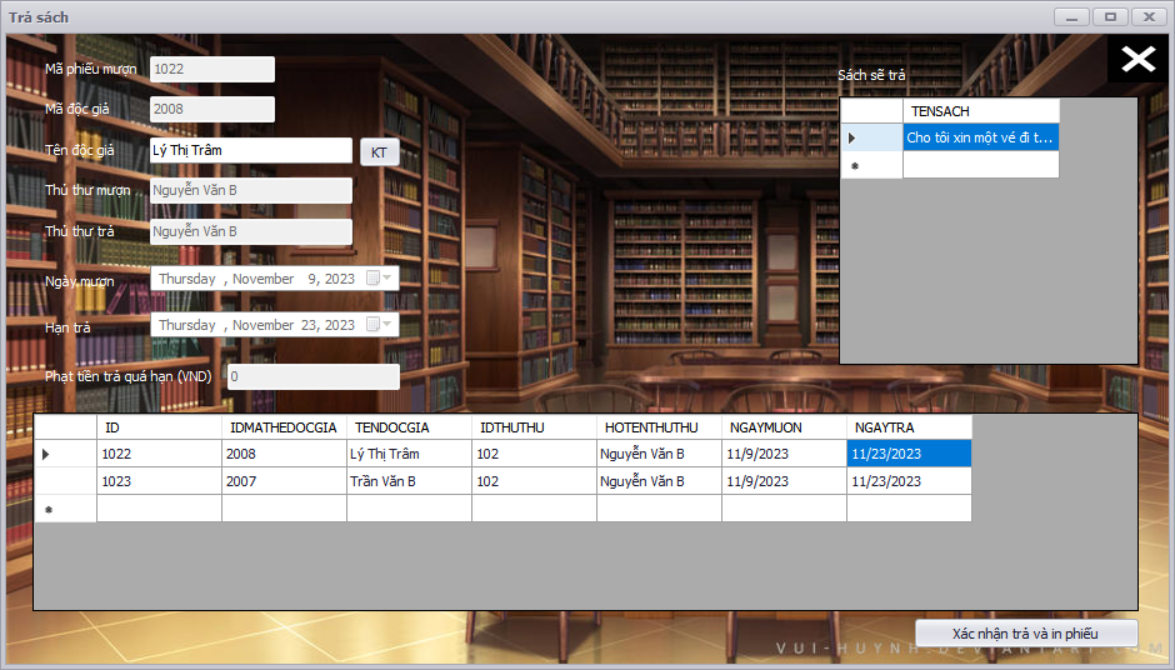 Trả sách
Mã phiếu mượn 1022
Mã độc giả 2008
Tên độc giả Lý Thị Trâm KT
Thủ thư mượn Nguyễn Văn B
Thủ thư trả Nguyễn Văn B
Ngày mượn Thursday , November 9, 2023
Hạn trả Thursday , November 23, 2023
Phạt tiền trả quá hạn (VND) 0
Sách sẽ trả
TENSACH
Cho tôi xin một vé đi t...
ID IDMATHEDOCGIA TENDOCGIA IDTHUTHU HOTENTHUTHU NGAYMUON NGAYTRA
1022 2008 Lý Thị Trâm 102 Nguyễn Văn B 11/9/2023 11/23/2023
1023 2007 Trần Văn B 102 Nguyễn Văn B 11/9/2023 11/23/2023
Xác nhận trả và in phiếu
VUI-HUYNH.DEVIANTART.COM